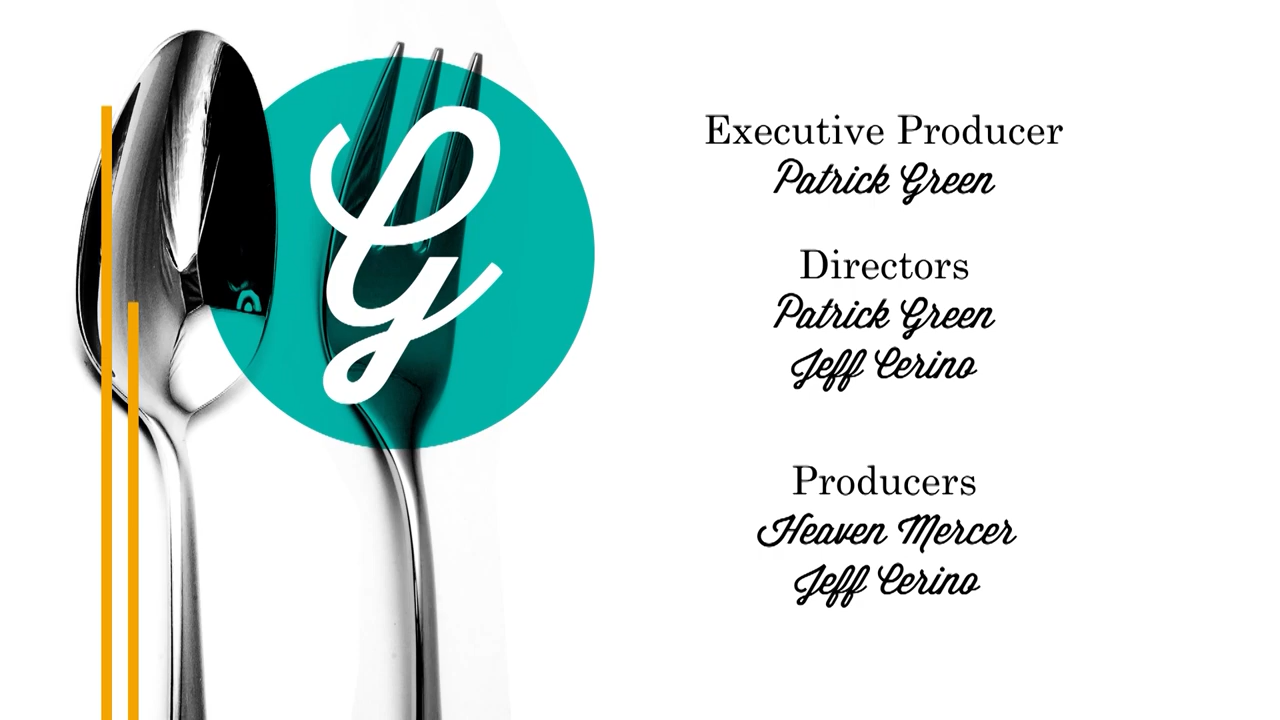 G
Executive Producer
Patrick Green
Directors
Patrick Green
Jeff Cerino
Producers
Heaven Mercer
Jeff Cerino